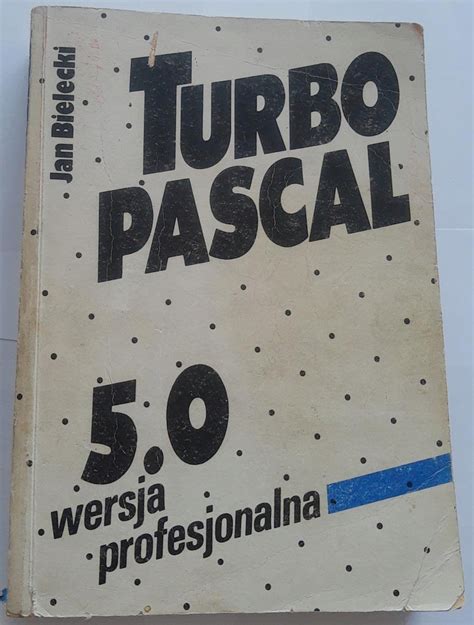 Jan Bielecki
TURBO
PASCAL
5.0
wersja
profesjonalna